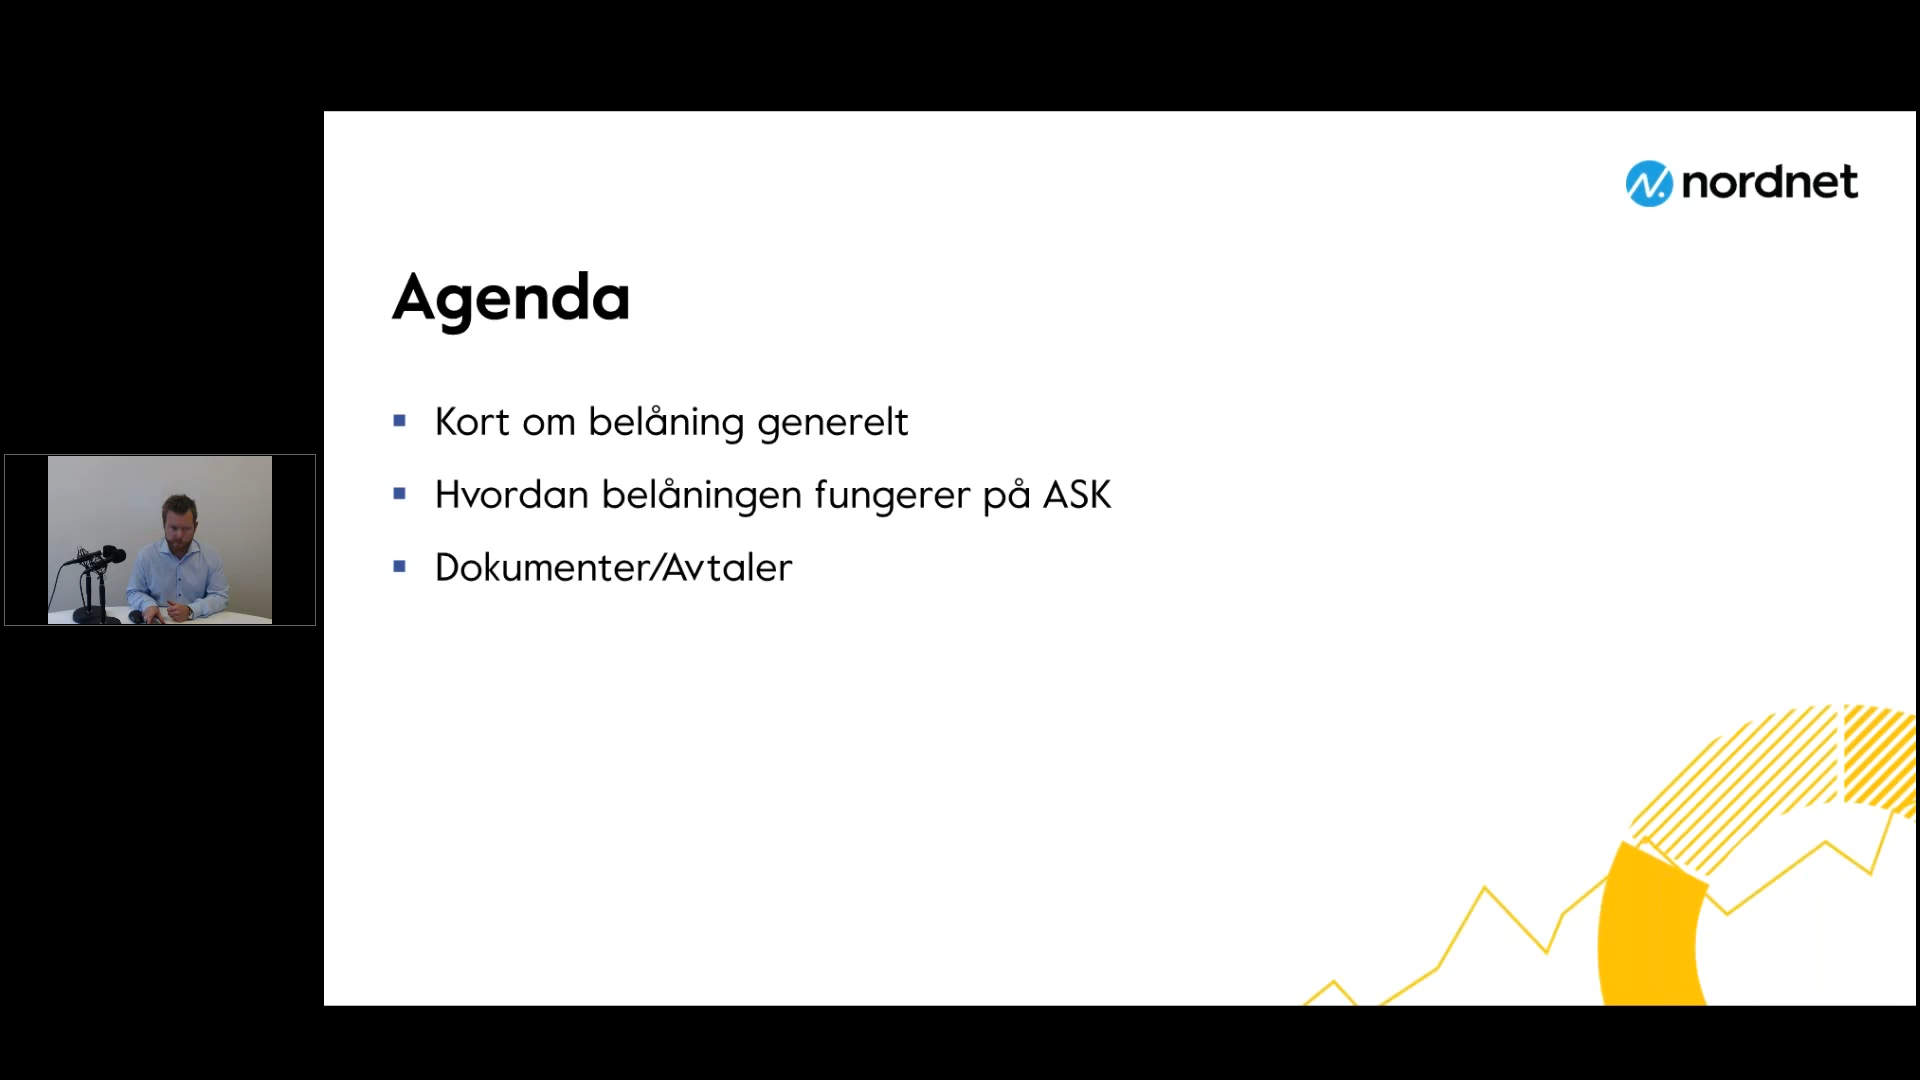 nordnet
Agenda
Kort om belåning generelt
Hvordan belåningen fungerer på ASK
Dokumenter/Avtaler